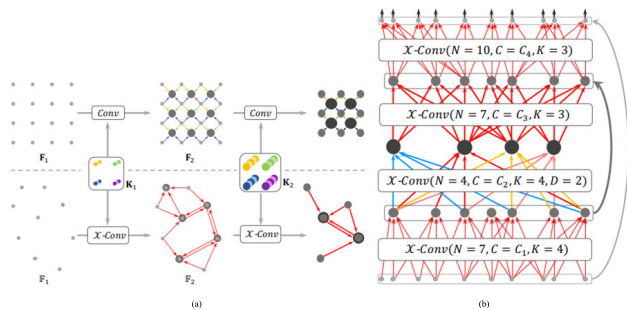 Conv
Conv
F₁
F₂
K₁
K₂
𝒳-Conv
𝒳-Conv
𝔽₁
𝔽₂
(a)
𝒳-Conv(N = 10, C = C₄, K = 3)
𝒳-Conv(N = 7, C = C₃, K = 3)
𝒳-Conv(N = 4, C = C₂, K = 4, D = 2)
𝒳-Conv(N = 7, C = C₁, K = 4)
(b)